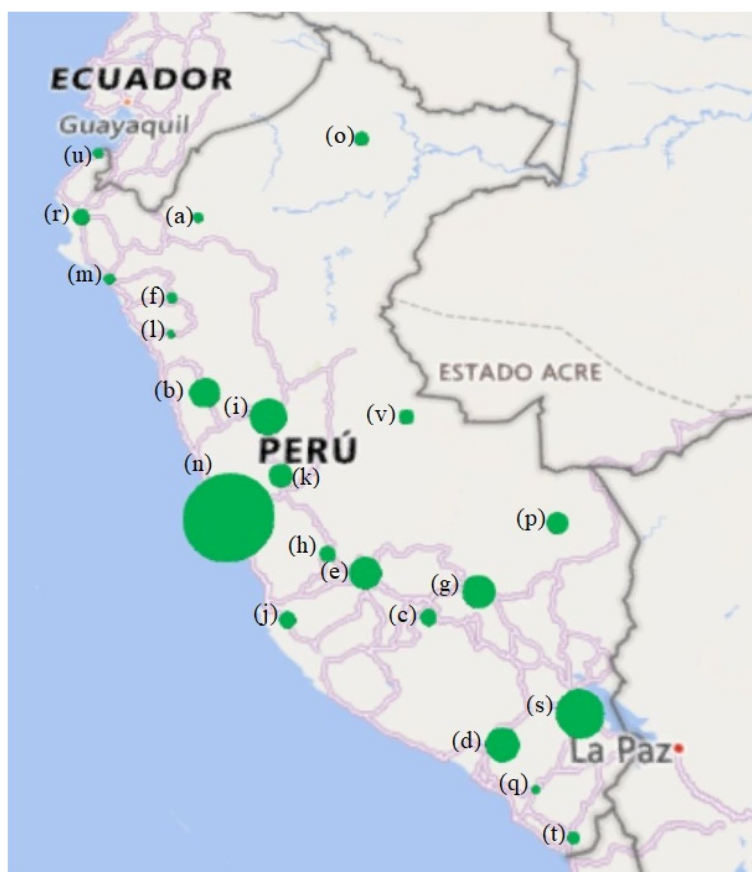 ECUADOR
Guayaquil
(o)
(u)
(r)
(a)
(m)
(f)
(l)
ESTADO ACRE
(b)
(i)
(v)
PERÚ
(n)
(k)
(p)
(h)
(e)
(g)
(j)
(c)
(s)
(d)
La Paz
(q)
(t)